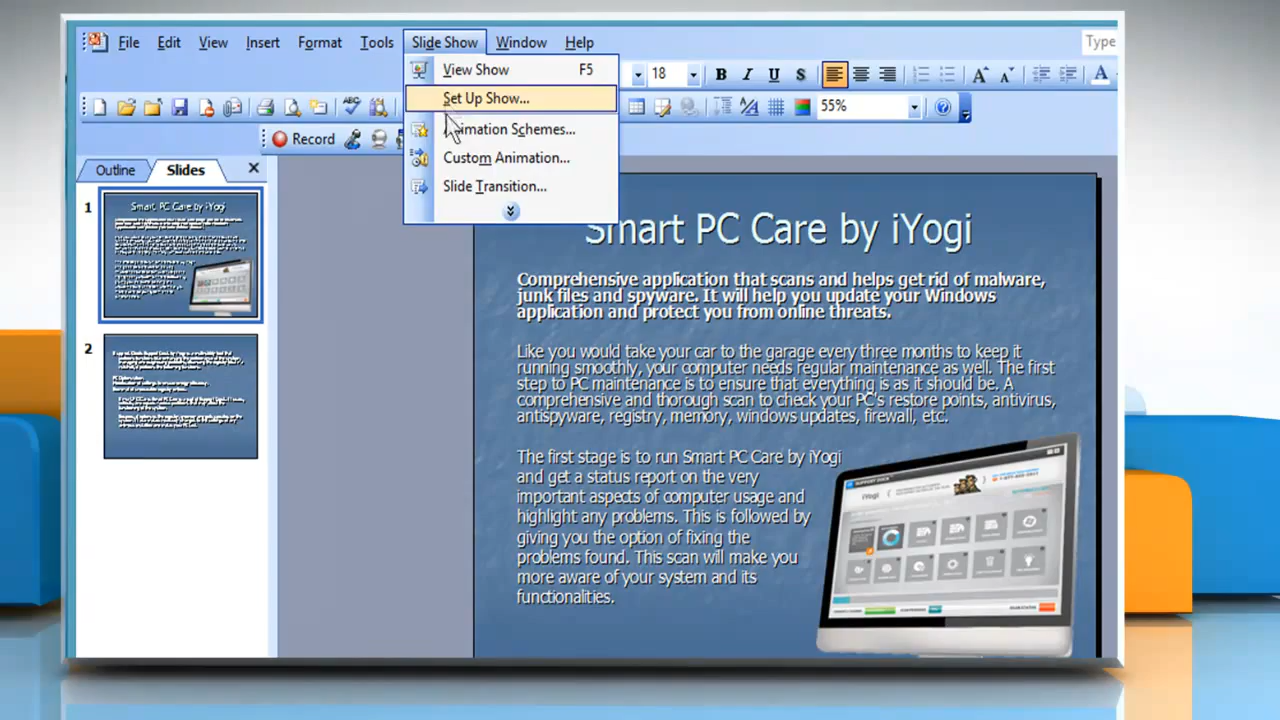 File Edit View Insert Format Tools Slide Show Window Help Type
View Show F5
18 B I U S A A A
Set Up Show...
55%
Animation Schemes...
Record
Custom Animation...
Outline Slides
Slide Transition...
1
Smart PC Care by iYogi
2
Smart PC Care by iYogi
Comprehensive application that scans and helps get rid of malware,
junk files and spyware. It will help you update your Windows
application and protect you from online threats.
Like you would take your car to the garage every three months to keep it
running smoothly, your computer needs regular maintenance as well. The first
step to PC maintenance is to ensure that everything is as it should be. A
comprehensive and thorough scan to check your PC's restore points, antivirus,
antispyware, registry, memory, windows updates, firewall, etc.
The first stage is to run Smart PC Care by iYogi
and get a status report on the very
important aspects of computer usage and
highlight any problems. This is followed by
giving you the option of fixing the
problems found. This scan will make you
more aware of your system and its
functionalities.
SUPPORT DOCK
iYogi